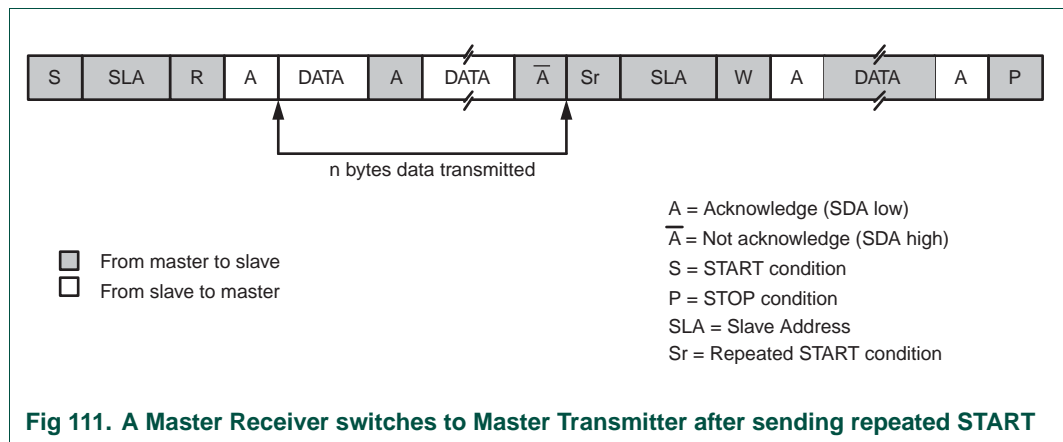 S SLA R A DATA A DATA A̅ Sr SLA W A DATA A P
n bytes data transmitted
From master to slave
From slave to master
A = Acknowledge (SDA low)
A̅ = Not acknowledge (SDA high)
S = START condition
P = STOP condition
SLA = Slave Address
Sr = Repeated START condition
Fig 111. A Master Receiver switches to Master Transmitter after sending repeated START